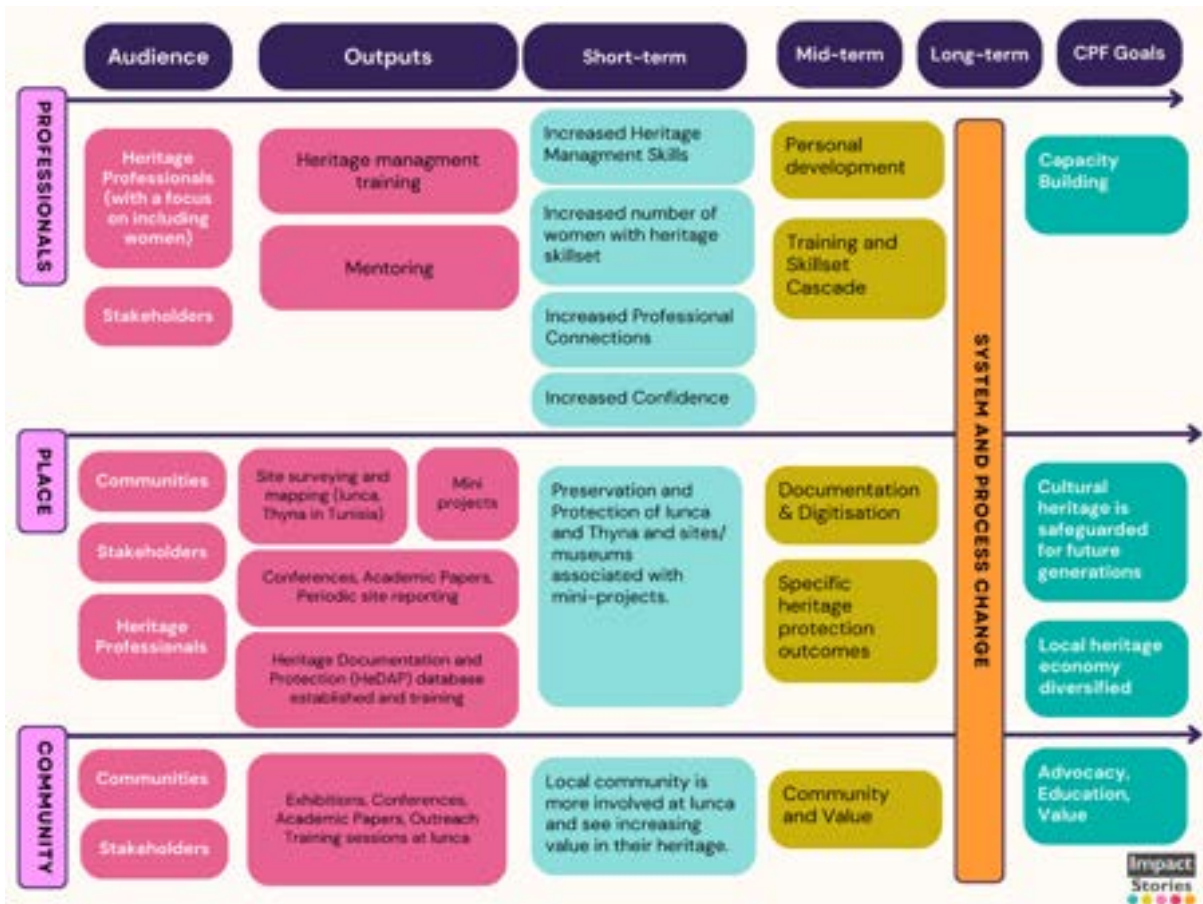 Audience
Outputs
Short-term
Mid-term
Long-term
CPF Goals
PROFESSIONALS
Heritage
Professionals
(with a focus
on including
women)
Stakeholders
Heritage managment
training
Mentoring
Increased Heritage
Managment Skills
Increased number of
women with heritage
skillset
Increased Professional
Connections
Increased Confidence
Personal
development
Training and
Skillset
Cascade
SYSTEM AND PROCESS CHANGE
Capacity
Building
PLACE
Communities
Stakeholders
Heritage
Professionals
Site surveying and
mapping (Iunca,
Thyna in Tunisia)
Mini
projects
Conferences, Academic Papers,
Periodic site reporting
Heritage Documentation and
Protection (HeDAP) database
established and training
Preservation and
Protection of Iunca
and Thyna and sites/
museums
associated with
mini-projects.
Documentation
& Digitisation
Specific
heritage
protection
outcomes
Cultural
heritage is
safeguarded
for future
generations
Local heritage
economy
diversified
COMMUNITY
Communities
Stakeholders
Exhibitions, Conferences,
Academic Papers, Outreach
Training sessions at Iunca
Local community is
more involved at Iunca
and see increasing
value in their heritage.
Community
and Value
Advocacy,
Education,
Value
Impact
Stories